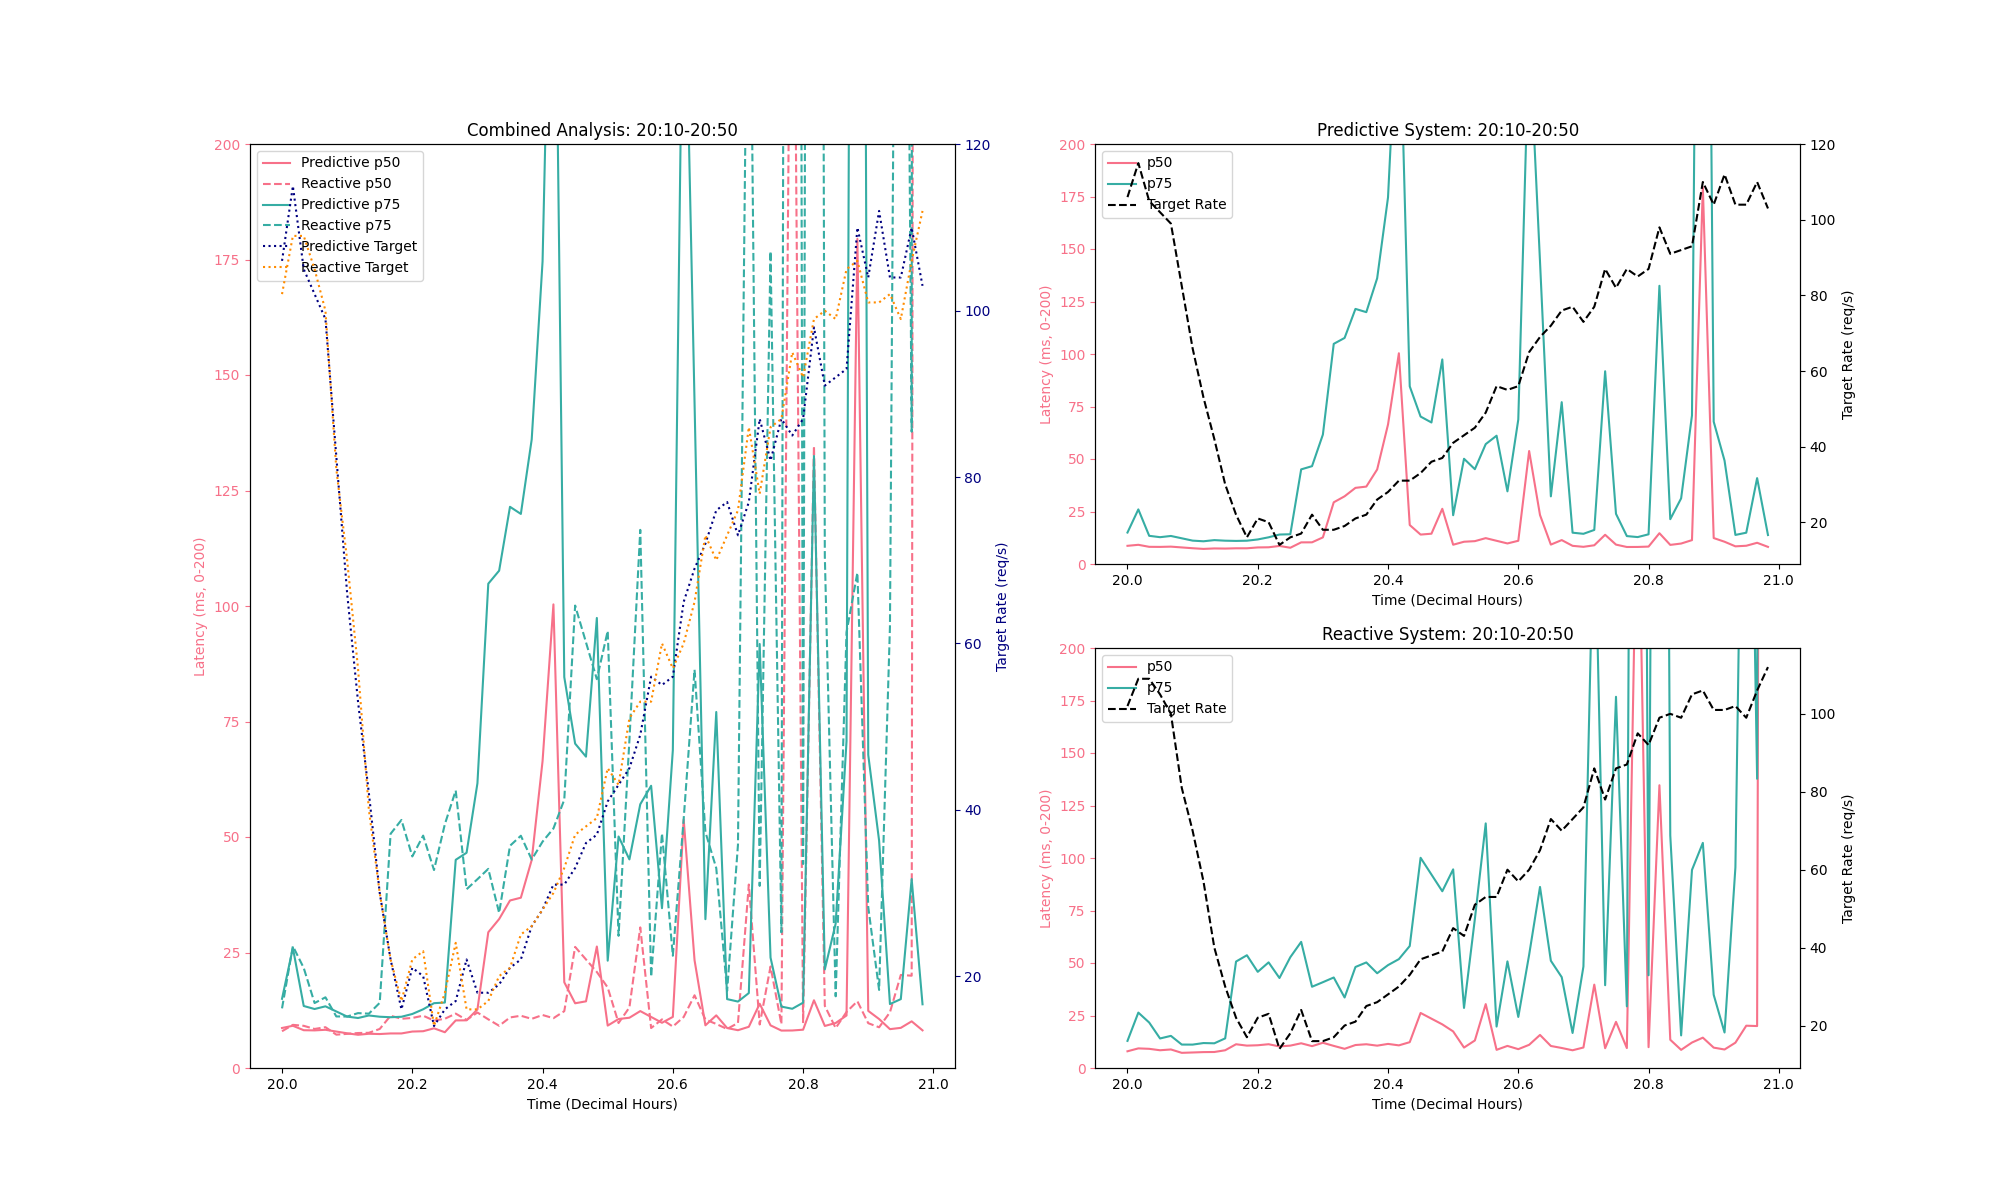 Combined Analysis: 20:10-20:50
200
175
150
125
100
75
50
25
0
Latency (ms, 0-200)
Predictive p50
Reactive p50
Predictive p75
Reactive p75
Predictive Target
Reactive Target
120
100
80
60
40
20
Target Rate (req/s)
20.0 20.2 20.4 20.6 20.8 21.0
Time (Decimal Hours)
Predictive System: 20:10-20:50
200
175
150
125
100
75
50
25
0
Latency (ms, 0-200)
p50
p75
Target Rate
120
100
80
60
40
20
Target Rate (req/s)
20.0 20.2 20.4 20.6 20.8 21.0
Time (Decimal Hours)
Reactive System: 20:10-20:50
200
175
150
125
100
75
50
25
0
Latency (ms, 0-200)
p50
p75
Target Rate
100
80
60
40
20
Target Rate (req/s)
20.0 20.2 20.4 20.6 20.8 21.0
Time (Decimal Hours)